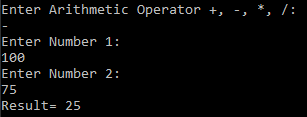 Enter Arithmetic Operator +, -, *, /:
-
Enter Number 1:
100
Enter Number 2:
75
Result= 25